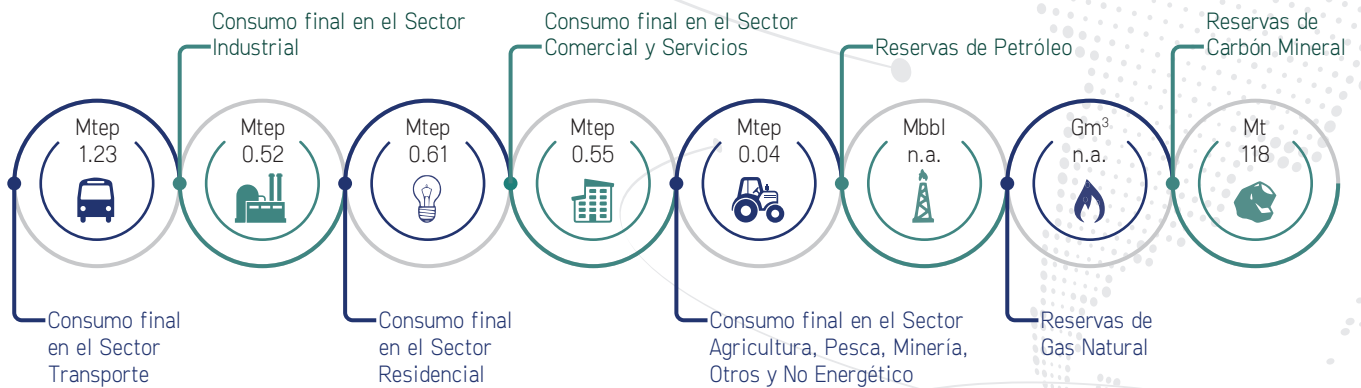 Consumo final en el Sector
Industrial
Consumo final en el Sector
Comercial y Servicios
Reservas de Petróleo
Reservas de
Carbón Mineral
Mtep
1.23
Mtep
0.52
Mtep
0.61
Mtep
0.55
Mtep
0.04
Mbbl
n.a.
Gm³
n.a.
Mt
118
Consumo final
en el Sector
Transporte
Consumo final
en el Sector
Residencial
Consumo final en el Sector
Agricultura, Pesca, Minería,
Otros y No Energético
Reservas de
Gas Natural